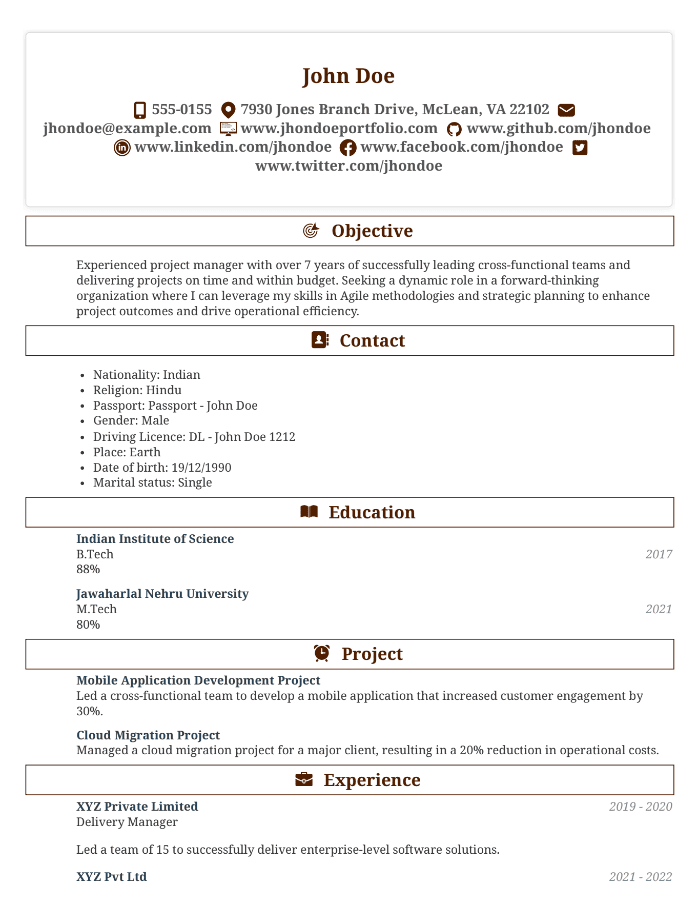 John Doe
555-0155 7930 Jones Branch Drive, McLean, VA 22102
jhondoe@example.com www.jhondoeportfolio.com www.github.com/jhondoe
www.linkedin.com/jhondoe www.facebook.com/jhondoe
www.twitter.com/jhondoe
Objective
Experienced project manager with over 7 years of successfully leading cross-functional teams and
delivering projects on time and within budget. Seeking a dynamic role in a forward-thinking
organization where I can leverage my skills in Agile methodologies and strategic planning to enhance
project outcomes and drive operational efficiency.
Contact
• Nationality: Indian
• Religion: Hindu
• Passport: Passport - John Doe
• Gender: Male
• Driving Licence: DL - John Doe 1212
• Place: Earth
• Date of birth: 19/12/1990
• Marital status: Single
Education
Indian Institute of Science
B.Tech 2017
88%
Jawaharlal Nehru University
M.Tech 2021
80%
Project
Mobile Application Development Project
Led a cross-functional team to develop a mobile application that increased customer engagement by
30%.
Cloud Migration Project
Managed a cloud migration project for a major client, resulting in a 20% reduction in operational costs.
Experience
XYZ Private Limited 2019 - 2020
Delivery Manager
Led a team of 15 to successfully deliver enterprise-level software solutions.
XYZ Pvt Ltd 2021 - 2022